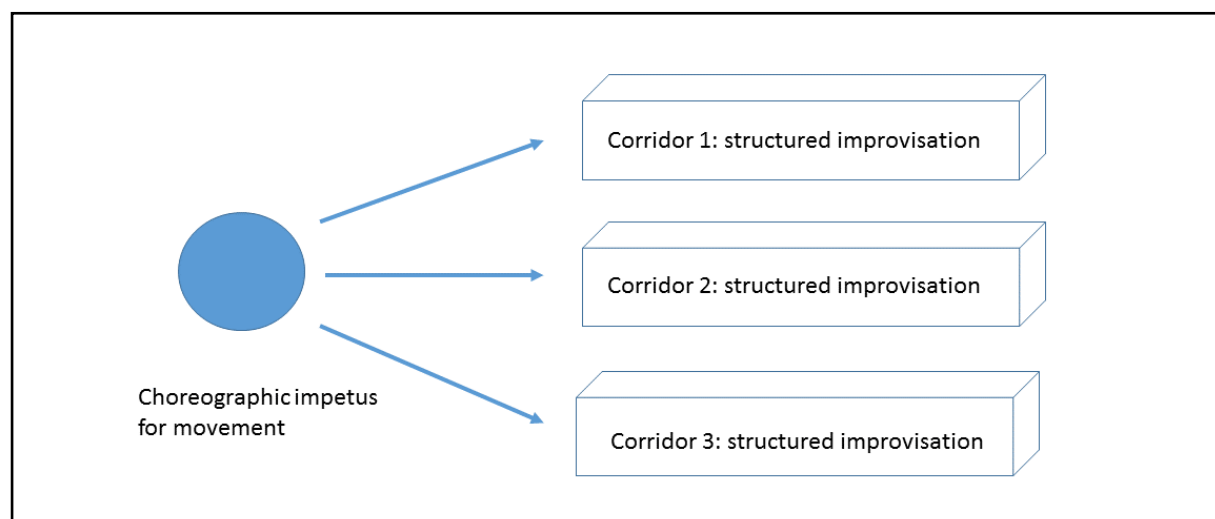 Corridor 1: structured improvisation
Corridor 2: structured improvisation
Choreographic impetus
for movement
Corridor 3: structured improvisation